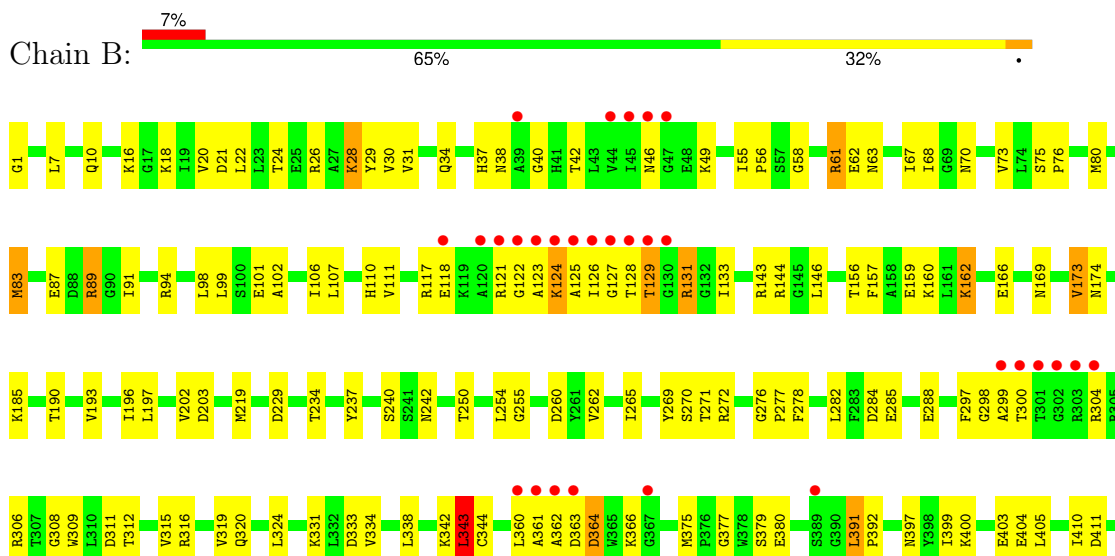 7%
Chain B:
65% 32% •
G1 L7 Q10 K16 G17 K18 I19 V20 D21 L22 L23 T24 E25 R26 A27 K28 Y29 V30 V31 Q34 H37 N38 A39 G40 H41 T42 L43 V44 I45 N46 G47 E48 K49 I55 P56 S57 G58 R61 E62 N63 I67 I68 G69 N70 V73 L74 S75 P76 M80
M83 E87 D88 R89 G90 I91 R94 L98 L99 S100 E101 A102 I106 L107 H110 V111 R117 E118 K119 A120 R121 G122 A123 K124 A125 I126 G127 T128 T129 G130 R131 G132 I133 R143 R144 G145 L146 T156 F157 A158 E159 K160 L161 K162 E166 N169 V173 N174
K185 T190 V193 I196 L197 V202 D203 M219 D229 T234 Y237 S240 S241 N242 T250 L254 G255 D260 Y261 V262 I265 Y269 S270 T271 R272 G276 P277 F278 L282 F283 D284 E285 E288 F297 G298 A299 T300 T301 G302 R303 R304 R305
R306 T307 G308 W309 L310 D311 T312 V315 R316 V319 Q320 L324 K331 L332 D333 V334 L338 K342 L343 C344 L360 A361 A362 D363 D364 W365 K366 G367 M375 P376 G377 W378 S379 E380 S389 G390 L391 P392 N397 Y398 I399 K400 E403 E404 L405 I410 D411